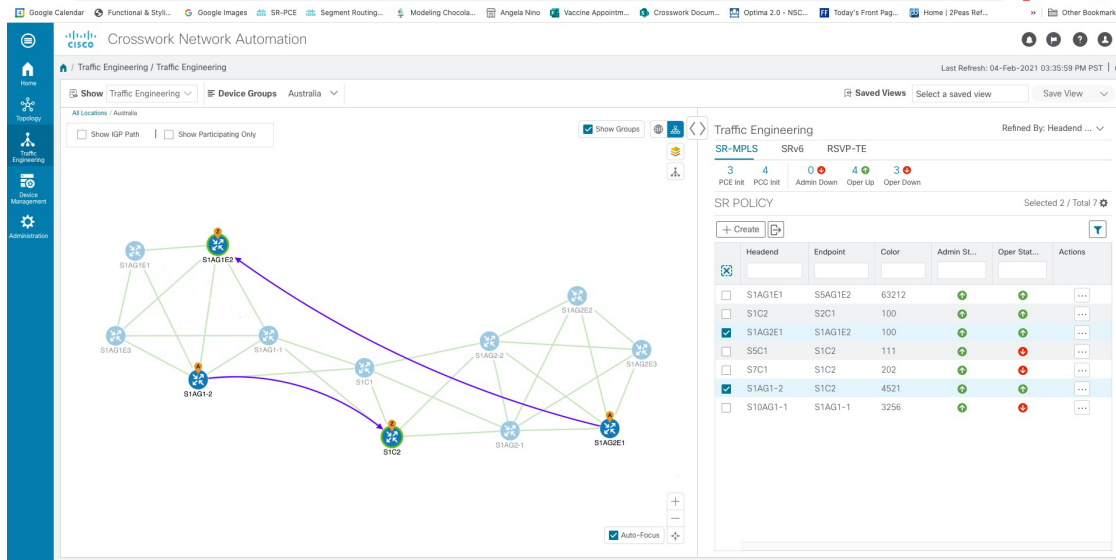 Google Calendar Functional & Styli... Google Images SR-PCE Segment Routing... Modeling Chocola... Angela Nino Vaccine Appointm... Crosswork Docum... Optima 2.0 - NSC... Today's Front Pag... Home | 2Peas Ref... » Other Bookmark
cisco Crosswork Network Automation
Home
Topology
Traffic Engineering
Device Management
Administration
/ Traffic Engineering / Traffic Engineering
Last Refresh: 04-Feb-2021 03:35:59 PM PST |
Show Traffic Engineering Device Groups Australia
Saved Views Select a saved view Save View
All Locations / Australia
Show IGP Path | Show Participating Only
Show Groups
Z
S1AG1E1
S1AG1E2
S1AG2E2
S1AG1E3
S1AG1-1
S1AG2-2
S1AG2E3
A
S1AG1-2
S1C1
Z
S1C2
S1AG2-1
A
S1AG2E1
+
−
Auto-Focus
Traffic Engineering Refined By: Headend ...
SR-MPLS SRv6 RSVP-TE
3 4 0 4 3
PCE Init PCC Init Admin Down Oper Up Oper Down
SR POLICY Selected 2 / Total 7
+ Create
Headend Endpoint Color Admin St... Oper Stat... Actions
S1AG1E1 S5AG1E2 63212 ...
S1C2 S2C1 100 ...
S1AG2E1 S1AG1E2 100 ...
S5C1 S1C2 111 ...
S7C1 S1C2 202 ...
S1AG1-2 S1C2 4521 ...
S10AG1-1 S1AG1-1 3256 ...